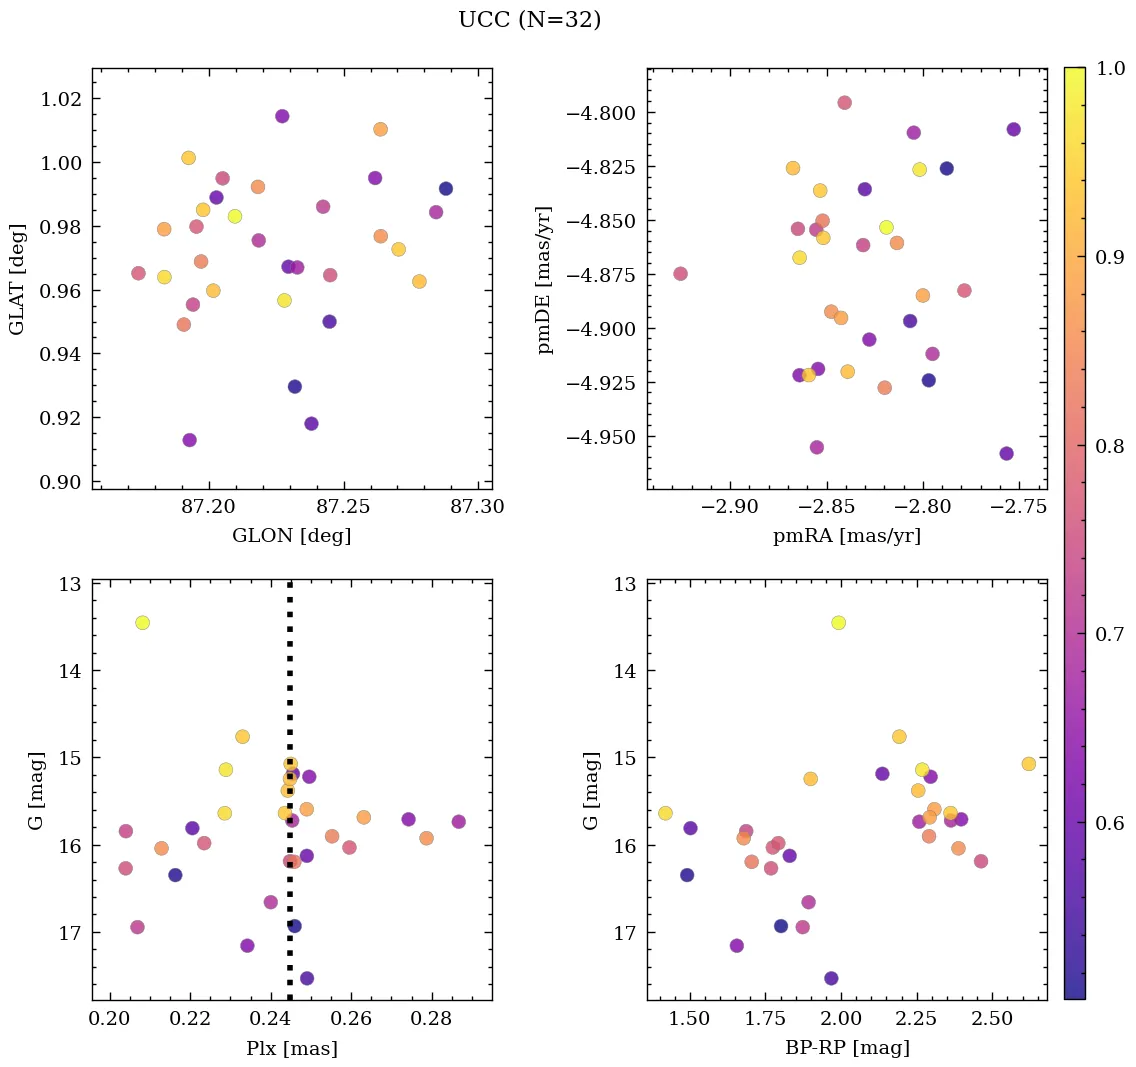 UCC (N=32)
1.02
1.00
0.98
0.96
0.94
0.92
0.90
GLAT [deg]
87.20 87.25 87.30
GLON [deg]
−4.800
−4.825
−4.850
−4.875
−4.900
−4.925
−4.950
pmDE [mas/yr]
−2.90 −2.85 −2.80 −2.75
pmRA [mas/yr]
13
14
15
16
17
G [mag]
0.20 0.22 0.24 0.26 0.28
Plx [mas]
13
14
15
16
17
G [mag]
1.50 1.75 2.00 2.25 2.50
BP-RP [mag]
1.0
0.9
0.8
0.7
0.6